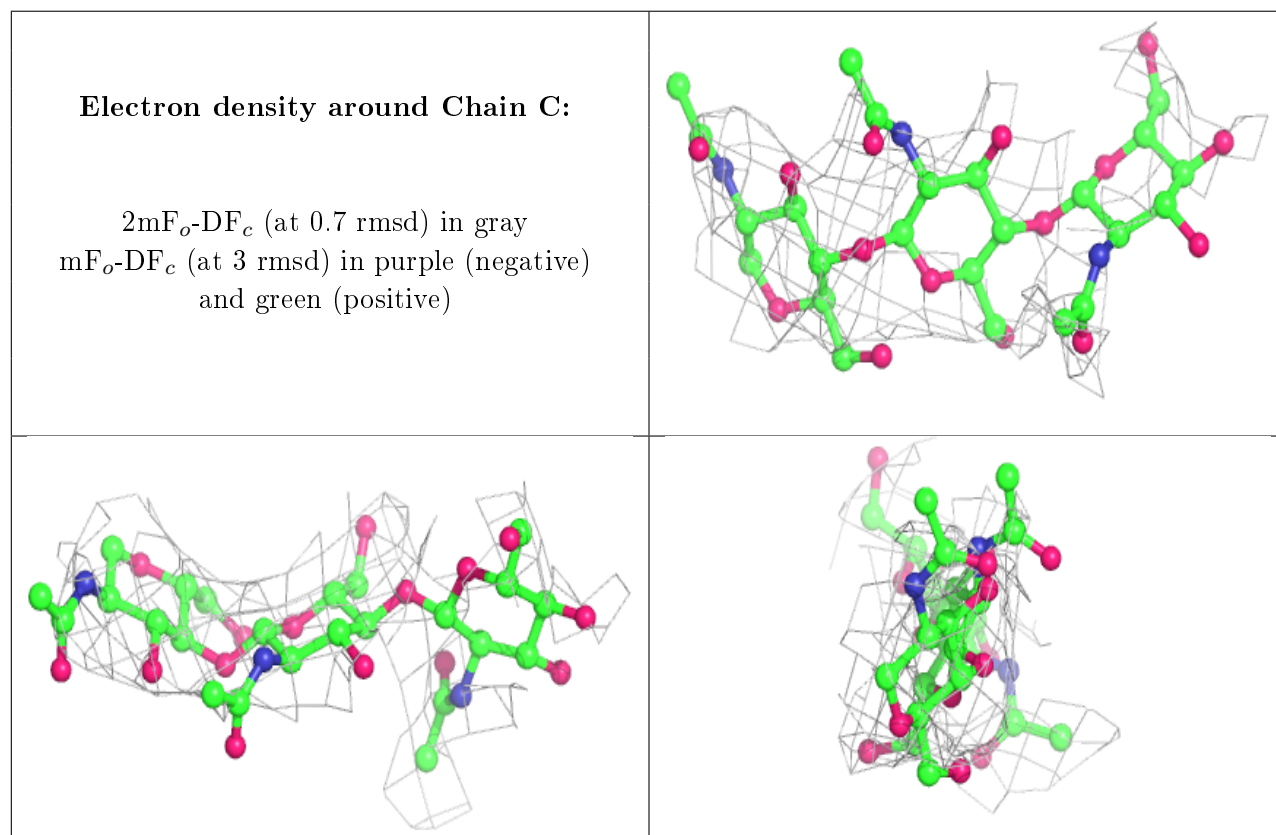 Electron density around Chain C:
2mFₒ-DF𝒸 (at 0.7 rmsd) in gray
mFₒ-DF𝒸 (at 3 rmsd) in purple (negative)
and green (positive)